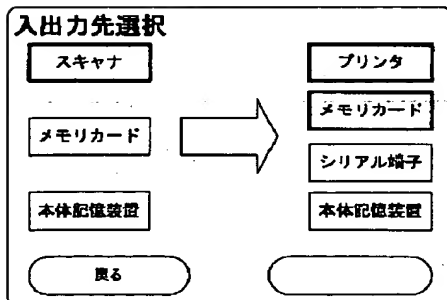 入出力先選択
スキャナ
メモリカード
本体記憶装置
プリンタ
メモリカード
シリアル端子
本体記憶装置
戻る